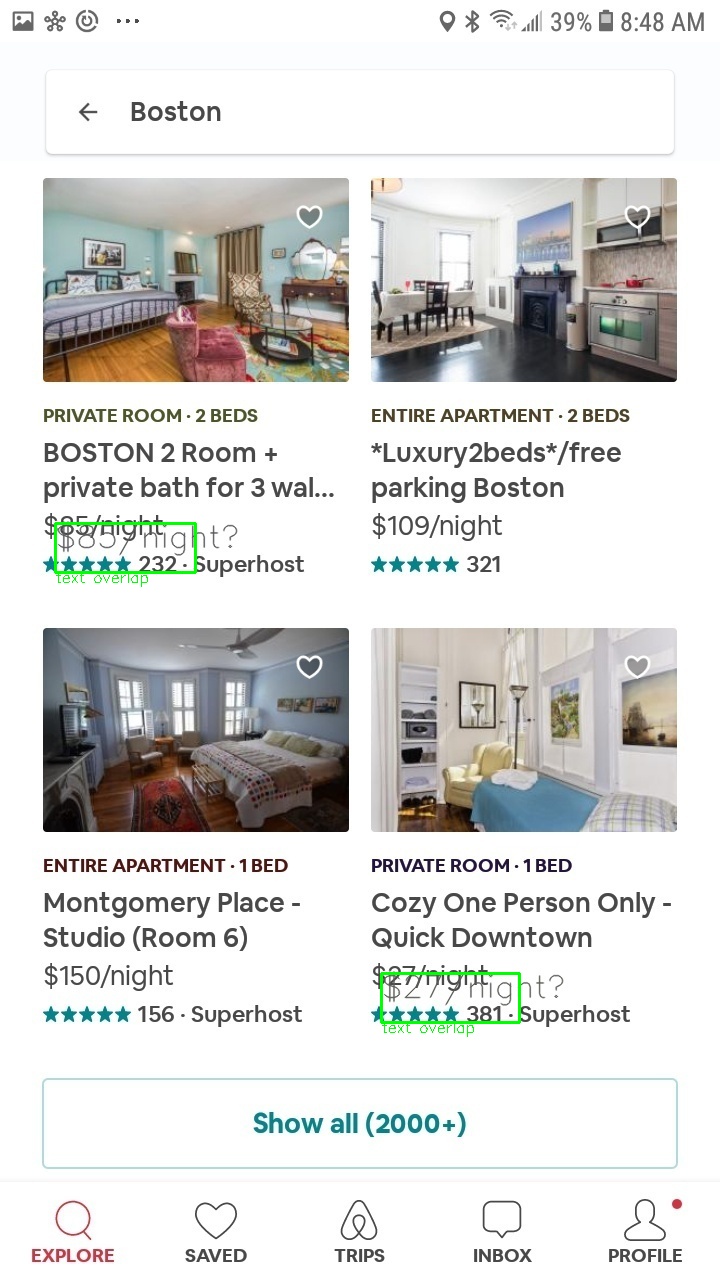 39% 8:48 AM
Boston
PRIVATE ROOM · 2 BEDS
BOSTON 2 Room +
private bath for 3 wal...
$85/night
$85/night?
232 · Superhost
text overlap
ENTIRE APARTMENT · 2 BEDS
*Luxury2beds*/free
parking Boston
$109/night
321
ENTIRE APARTMENT · 1 BED
Montgomery Place -
Studio (Room 6)
$150/night
156 · Superhost
PRIVATE ROOM · 1 BED
Cozy One Person Only -
Quick Downtown
$27/night
$27/night?
381 · Superhost
text overlap
Show all (2000+)
EXPLORE
SAVED
TRIPS
INBOX
PROFILE